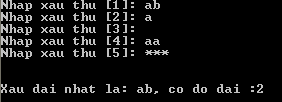 Nhap xau thu [1]: ab
Nhap xau thu [2]: a
Nhap xau thu [3]:
Nhap xau thu [4]: aa
Nhap xau thu [5]: ***
Xau dai nhat la: ab, co do dai :2